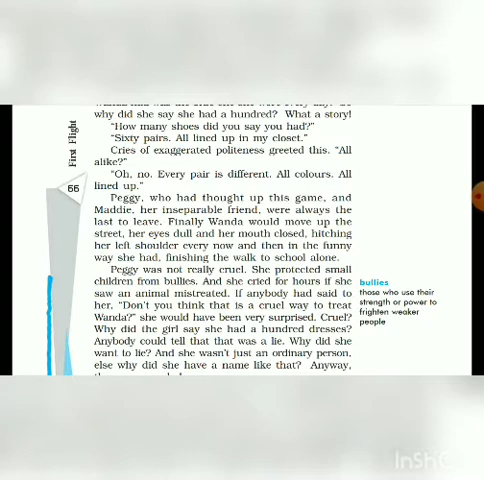 why did she say she had a hundred? What a story!
"How many shoes did you say you had?"
"Sixty pairs. All lined up in my closet."
Cries of exaggerated politeness greeted this. "All
alike?"
"Oh, no. Every pair is different. All colours. All
lined up."
Peggy, who had thought up this game, and
Maddie, her inseparable friend, were always the
last to leave. Finally Wanda would move up the
street, her eyes dull and her mouth closed, hitching
her left shoulder every now and then in the funny
way she had, finishing the walk to school alone.
Peggy was not really cruel. She protected small
children from bullies. And she cried for hours if she
saw an animal mistreated. If anybody had said to
her, "Don't you think that is a cruel way to treat
Wanda?" she would have been very surprised. Cruel?
Why did the girl say she had a hundred dresses?
Anybody could tell that that was a lie. Why did she
want to lie? And she wasn't just an ordinary person,
else why did she have a name like that? Anyway,
First Flight
66
bullies
those who use their
strength or power to
frighten weaker
people
InShot